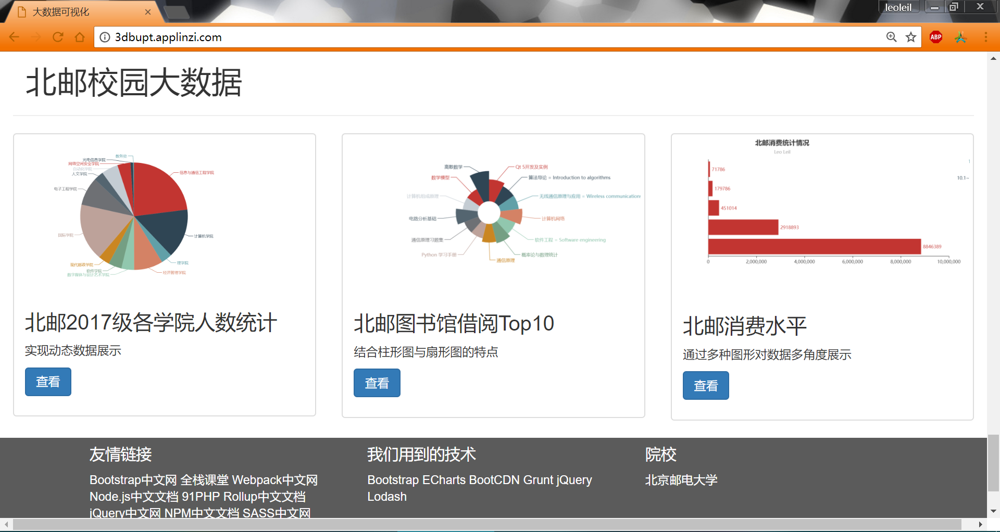 大数据可视化
leoleil
3dbupt.applinzi.com
ABP
北邮校园大数据
教务处
光电信息学院
网络空间安全学院
自动化学院
人文学院
电子工程学院
国际学院
现代邮政学院
软件学院
数字媒体与设计艺术学院
信息与通信工程学院
计算机学院
理学院
经济管理学院
北邮2017级各学院人数统计
实现动态数据展示
查看
离散数学
数学模型
计算机组成原理
电路分析基础
通信原理习题集
Python 学习手册
Qt 5开发及实例
算法导论 = Introduction to algorithms
无线通信原理与应用 = Wireless communication
计算机网络
软件工程 = Software engineering
概率论与数理统计
通信原理
北邮图书馆借阅Top10
结合柱形图与扇形图的特点
查看
北邮消费统计情况
Leo Leil
1
10.1~
71786
179786
451014
2918893
8846389
0 2,000,000 4,000,000 6,000,000 8,000,000 10,000,000
北邮消费水平
通过多种图形对数据多角度展示
查看
友情链接
Bootstrap中文网 全栈课堂 Webpack中文网
Node.js中文文档 91PHP Rollup中文文档
jQuery中文网 NPM中文文档 SASS中文网
我们用到的技术
Bootstrap ECharts BootCDN Grunt jQuery
Lodash
院校
北京邮电大学